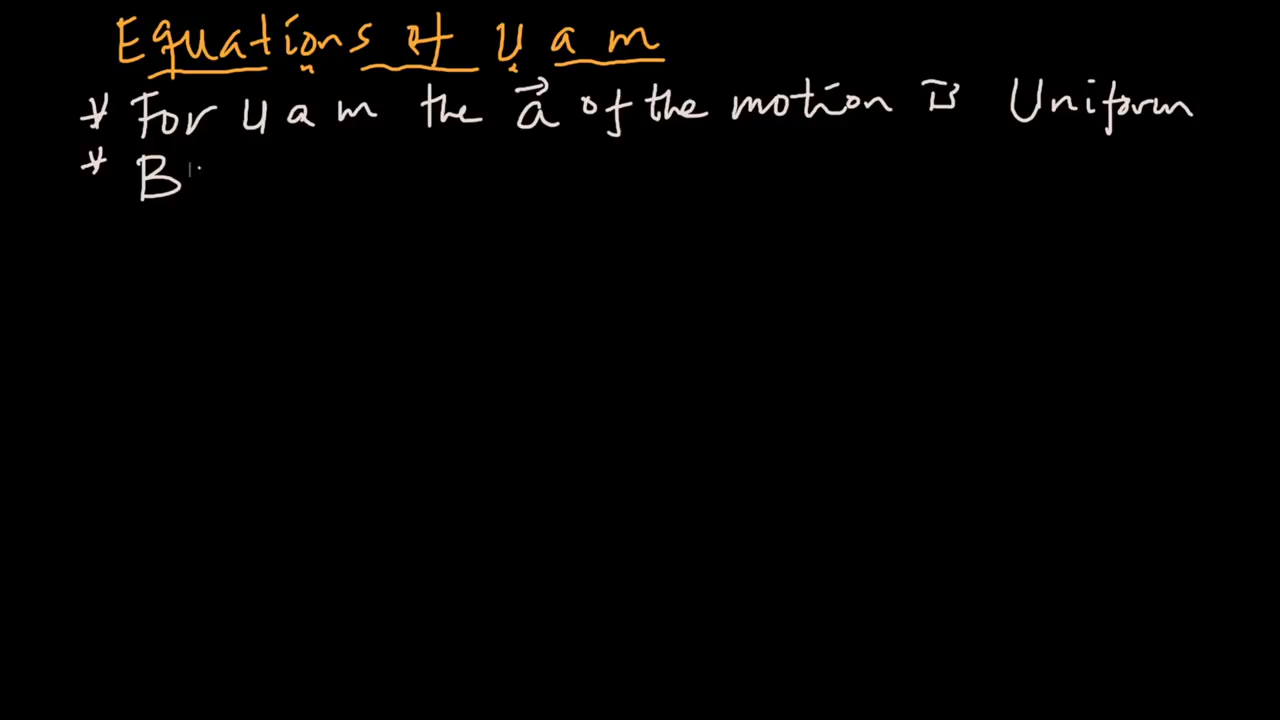 Equations of U a m
* For u a m the a⃗ of the motion is Uniform
* B